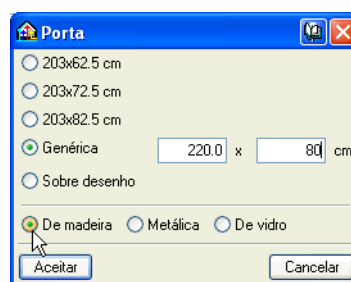 Porta
203x62.5 cm
203x72.5 cm
203x82.5 cm
Genérica 220.0 x 80 cm
Sobre desenho
De madeira Metálica De vidro
Aceitar Cancelar